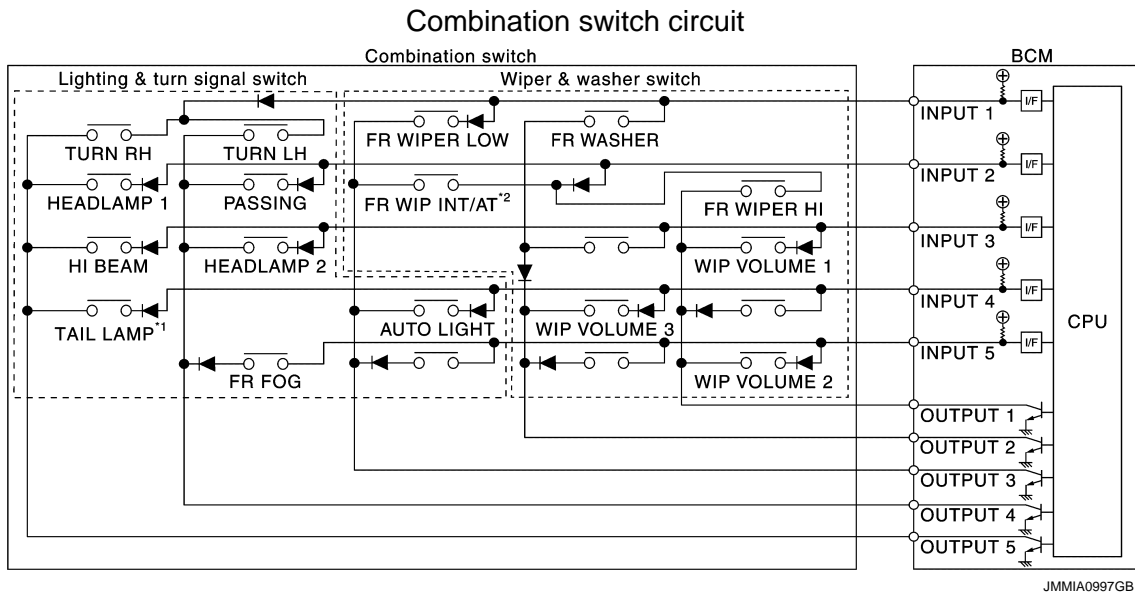 Combination switch circuit
Combination switch
BCM
Lighting & turn signal switch
Wiper & washer switch
INPUT 1
I/F
TURN RH
TURN LH
FR WIPER LOW
FR WASHER
INPUT 2
I/F
HEADLAMP 1
PASSING
FR WIP INT/AT*2
FR WIPER HI
INPUT 3
I/F
HI BEAM
HEADLAMP 2
WIP VOLUME 1
INPUT 4
I/F
TAIL LAMP*1
AUTO LIGHT
WIP VOLUME 3
CPU
INPUT 5
I/F
FR FOG
WIP VOLUME 2
OUTPUT 1
OUTPUT 2
OUTPUT 3
OUTPUT 4
OUTPUT 5
JMMIA0997GB